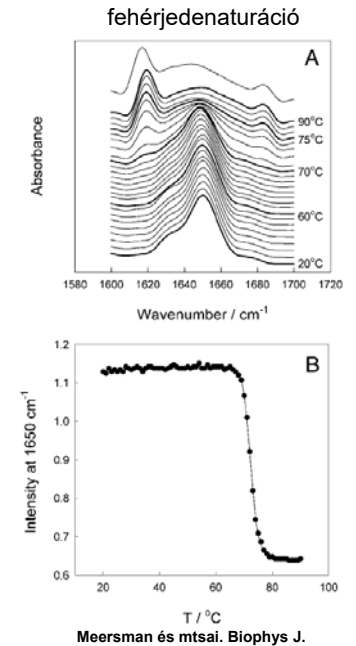 fehérjedenaturáció
A
Absorbance
90°C
75°C
70°C
60°C
20°C
1580 1600 1620 1640 1660 1680 1700 1720
Wavenumber / cm-1
B
Intensity at 1650 cm-1
1.2
1.1
1.0
0.9
0.8
0.7
0.6
20 40 60 80 100
T / °C
Meersman és mtsai. Biophys J.